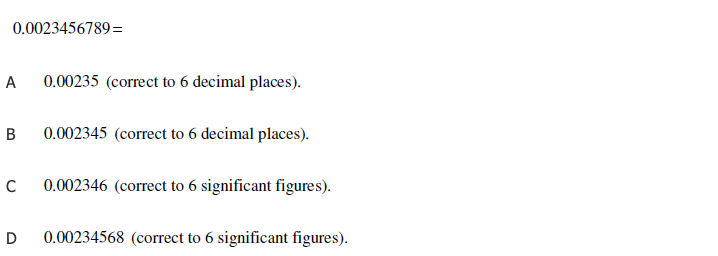 0.0023456789=
A 0.00235 (correct to 6 decimal places).
B 0.002345 (correct to 6 decimal places).
C 0.002346 (correct to 6 significant figures).
D 0.00234568 (correct to 6 significant figures).